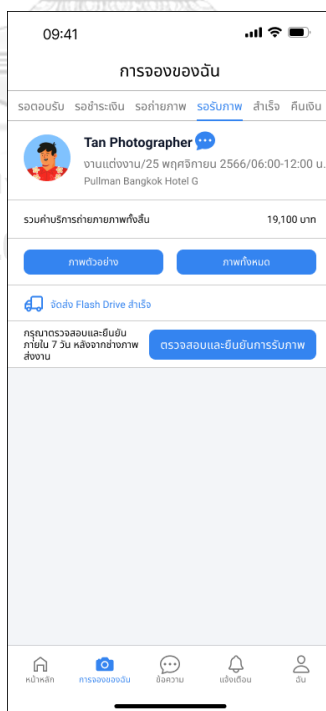 09:41
การจองของฉัน
รอตอบรับ รอชำระเงิน รอถ่ายภาพ รอรับภาพ สำเร็จ คืนเงิน
Tan Photographer
งานแต่งงาน/25 พฤศจิกายน 2566/06:00-12:00 น.
Pullman Bangkok Hotel G
รวมค่าบริการถ่ายภายภาพทั้งสิ้น 19,100 บาท
ภาพตัวอย่าง ภาพทั้งหมด
จัดส่ง Flash Drive สำเร็จ
กรุณาตรวจสอบและยืนยัน
ภายใน 7 วัน หลังจากช่างภาพ
ส่งงาน
ตรวจสอบและยืนยันการรับภาพ
หน้าหลัก การจองของฉัน ข้อความ แจ้งเตือน ฉัน